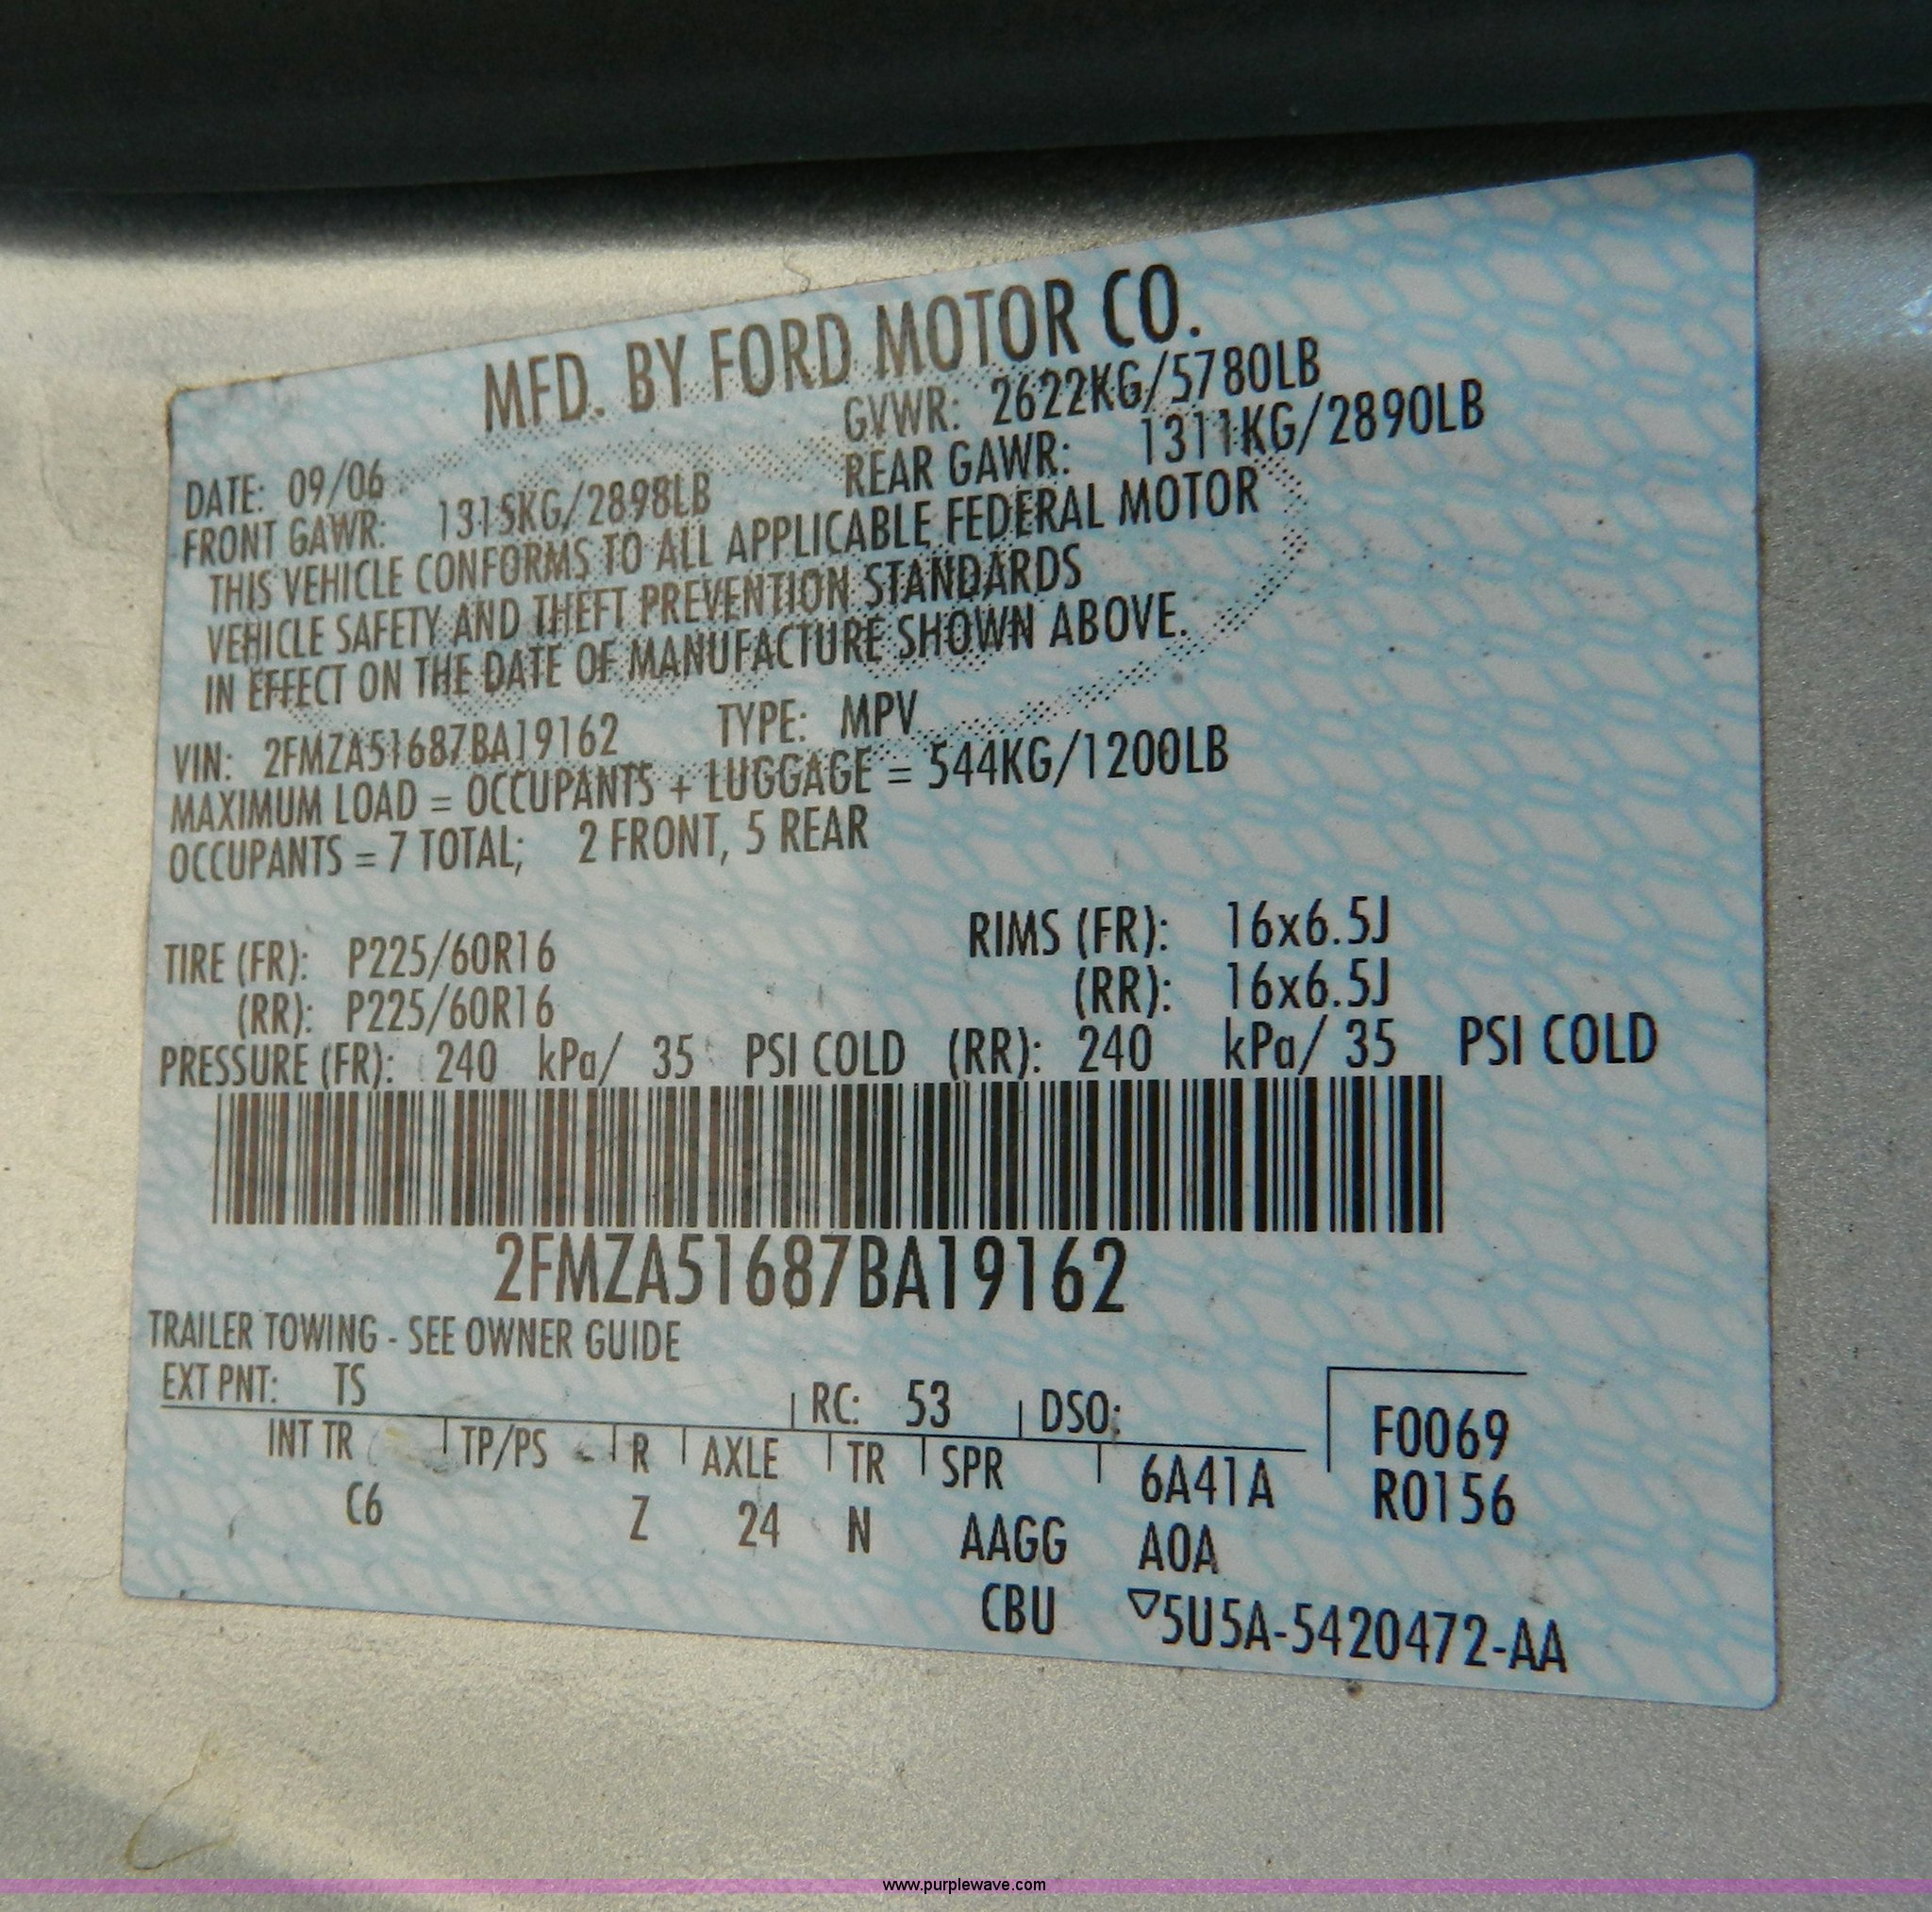 MFD. BY FORD MOTOR CO.
DATE: 09/06 GVWR: 2622KG/5780LB
FRONT GAWR: 1315KG/2898LB REAR GAWR: 1311KG/2890LB
THIS VEHICLE CONFORMS TO ALL APPLICABLE FEDERAL MOTOR
VEHICLE SAFETY AND THEFT PREVENTION STANDARDS
IN EFFECT ON THE DATE OF MANUFACTURE SHOWN ABOVE.
VIN: 2FMZA51687BA19162 TYPE: MPV
MAXIMUM LOAD = OCCUPANTS + LUGGAGE = 544KG/1200LB
OCCUPANTS = 7 TOTAL; 2 FRONT, 5 REAR
TIRE (FR): P225/60R16 RIMS (FR): 16x6.5J
(RR): P225/60R16 (RR): 16x6.5J
PRESSURE (FR): 240 kPa/ 35 PSI COLD (RR): 240 kPa/ 35 PSI COLD
2FMZA51687BA19162
TRAILER TOWING - SEE OWNER GUIDE
EXT PNT: TS RC: 53 DSO: F0069
INT TR TP/PS R AXLE TR SPR 6A41A R0156
C6 Z 24 N AAGG A0A
CBU ▽5U5A-5420472-AA
www.purplewave.com